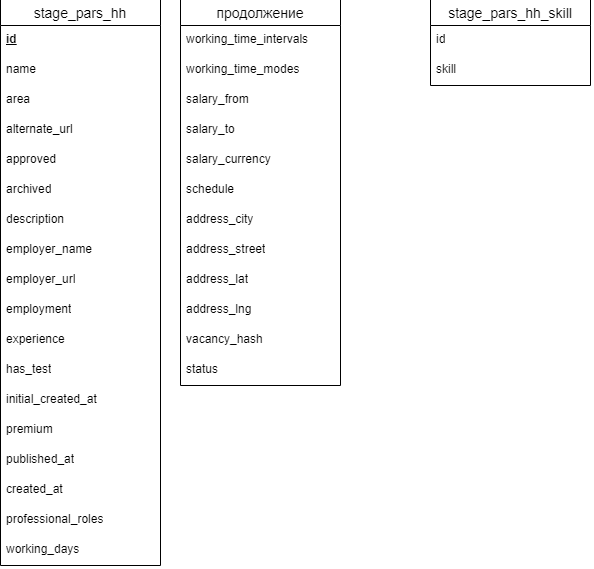 stage_pars_hh
id
name
area
alternate_url
approved
archived
description
employer_name
employer_url
employment
experience
has_test
initial_created_at
premium
published_at
created_at
professional_roles
working_days
продолжение
working_time_intervals
working_time_modes
salary_from
salary_to
salary_currency
schedule
address_city
address_street
address_lat
address_lng
vacancy_hash
status
stage_pars_hh_skill
id
skill